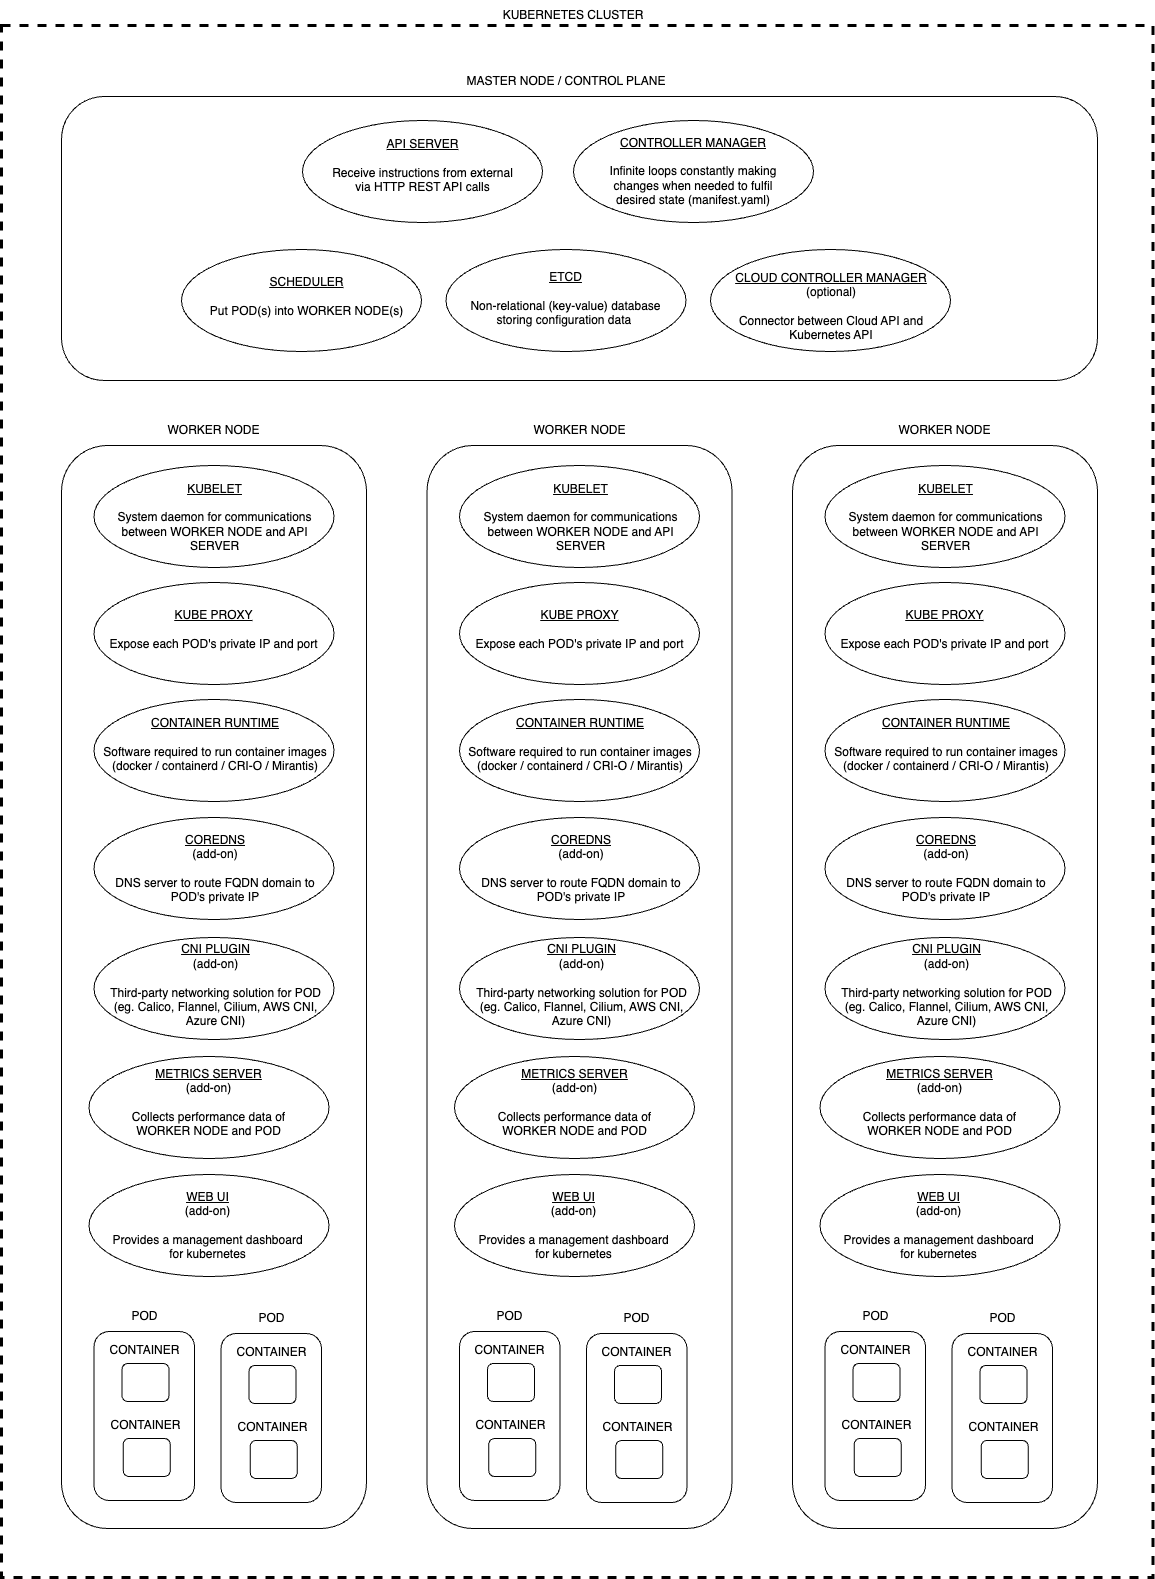 KUBERNETES CLUSTER
MASTER NODE / CONTROL PLANE
API SERVER
Receive instructions from external
via HTTP REST API calls
CONTROLLER MANAGER
Infinite loops constantly making
changes when needed to fulfil
desired state (manifest.yaml)
SCHEDULER
Put POD(s) into WORKER NODE(s)
ETCD
Non-relational (key-value) database
storing configuration data
CLOUD CONTROLLER MANAGER
(optional)
Connector between Cloud API and
Kubernetes API
WORKER NODE
KUBELET
System daemon for communications
between WORKER NODE and API
SERVER
KUBE PROXY
Expose each POD's private IP and port
CONTAINER RUNTIME
Software required to run container images
(docker / containerd / CRI-O / Mirantis)
COREDNS
(add-on)
DNS server to route FQDN domain to
POD's private IP
CNI PLUGIN
(add-on)
Third-party networking solution for POD
(eg. Calico, Flannel, Cilium, AWS CNI,
Azure CNI)
METRICS SERVER
(add-on)
Collects performance data of
WORKER NODE and POD
WEB UI
(add-on)
Provides a management dashboard
for kubernetes
POD
CONTAINER
CONTAINER
POD
CONTAINER
CONTAINER
WORKER NODE
KUBELET
System daemon for communications
between WORKER NODE and API
SERVER
KUBE PROXY
Expose each POD's private IP and port
CONTAINER RUNTIME
Software required to run container images
(docker / containerd / CRI-O / Mirantis)
COREDNS
(add-on)
DNS server to route FQDN domain to
POD's private IP
CNI PLUGIN
(add-on)
Third-party networking solution for POD
(eg. Calico, Flannel, Cilium, AWS CNI,
Azure CNI)
METRICS SERVER
(add-on)
Collects performance data of
WORKER NODE and POD
WEB UI
(add-on)
Provides a management dashboard
for kubernetes
POD
CONTAINER
CONTAINER
POD
CONTAINER
CONTAINER
WORKER NODE
KUBELET
System daemon for communications
between WORKER NODE and API
SERVER
KUBE PROXY
Expose each POD's private IP and port
CONTAINER RUNTIME
Software required to run container images
(docker / containerd / CRI-O / Mirantis)
COREDNS
(add-on)
DNS server to route FQDN domain to
POD's private IP
CNI PLUGIN
(add-on)
Third-party networking solution for POD
(eg. Calico, Flannel, Cilium, AWS CNI,
Azure CNI)
METRICS SERVER
(add-on)
Collects performance data of
WORKER NODE and POD
WEB UI
(add-on)
Provides a management dashboard
for kubernetes
POD
CONTAINER
CONTAINER
POD
CONTAINER
CONTAINER